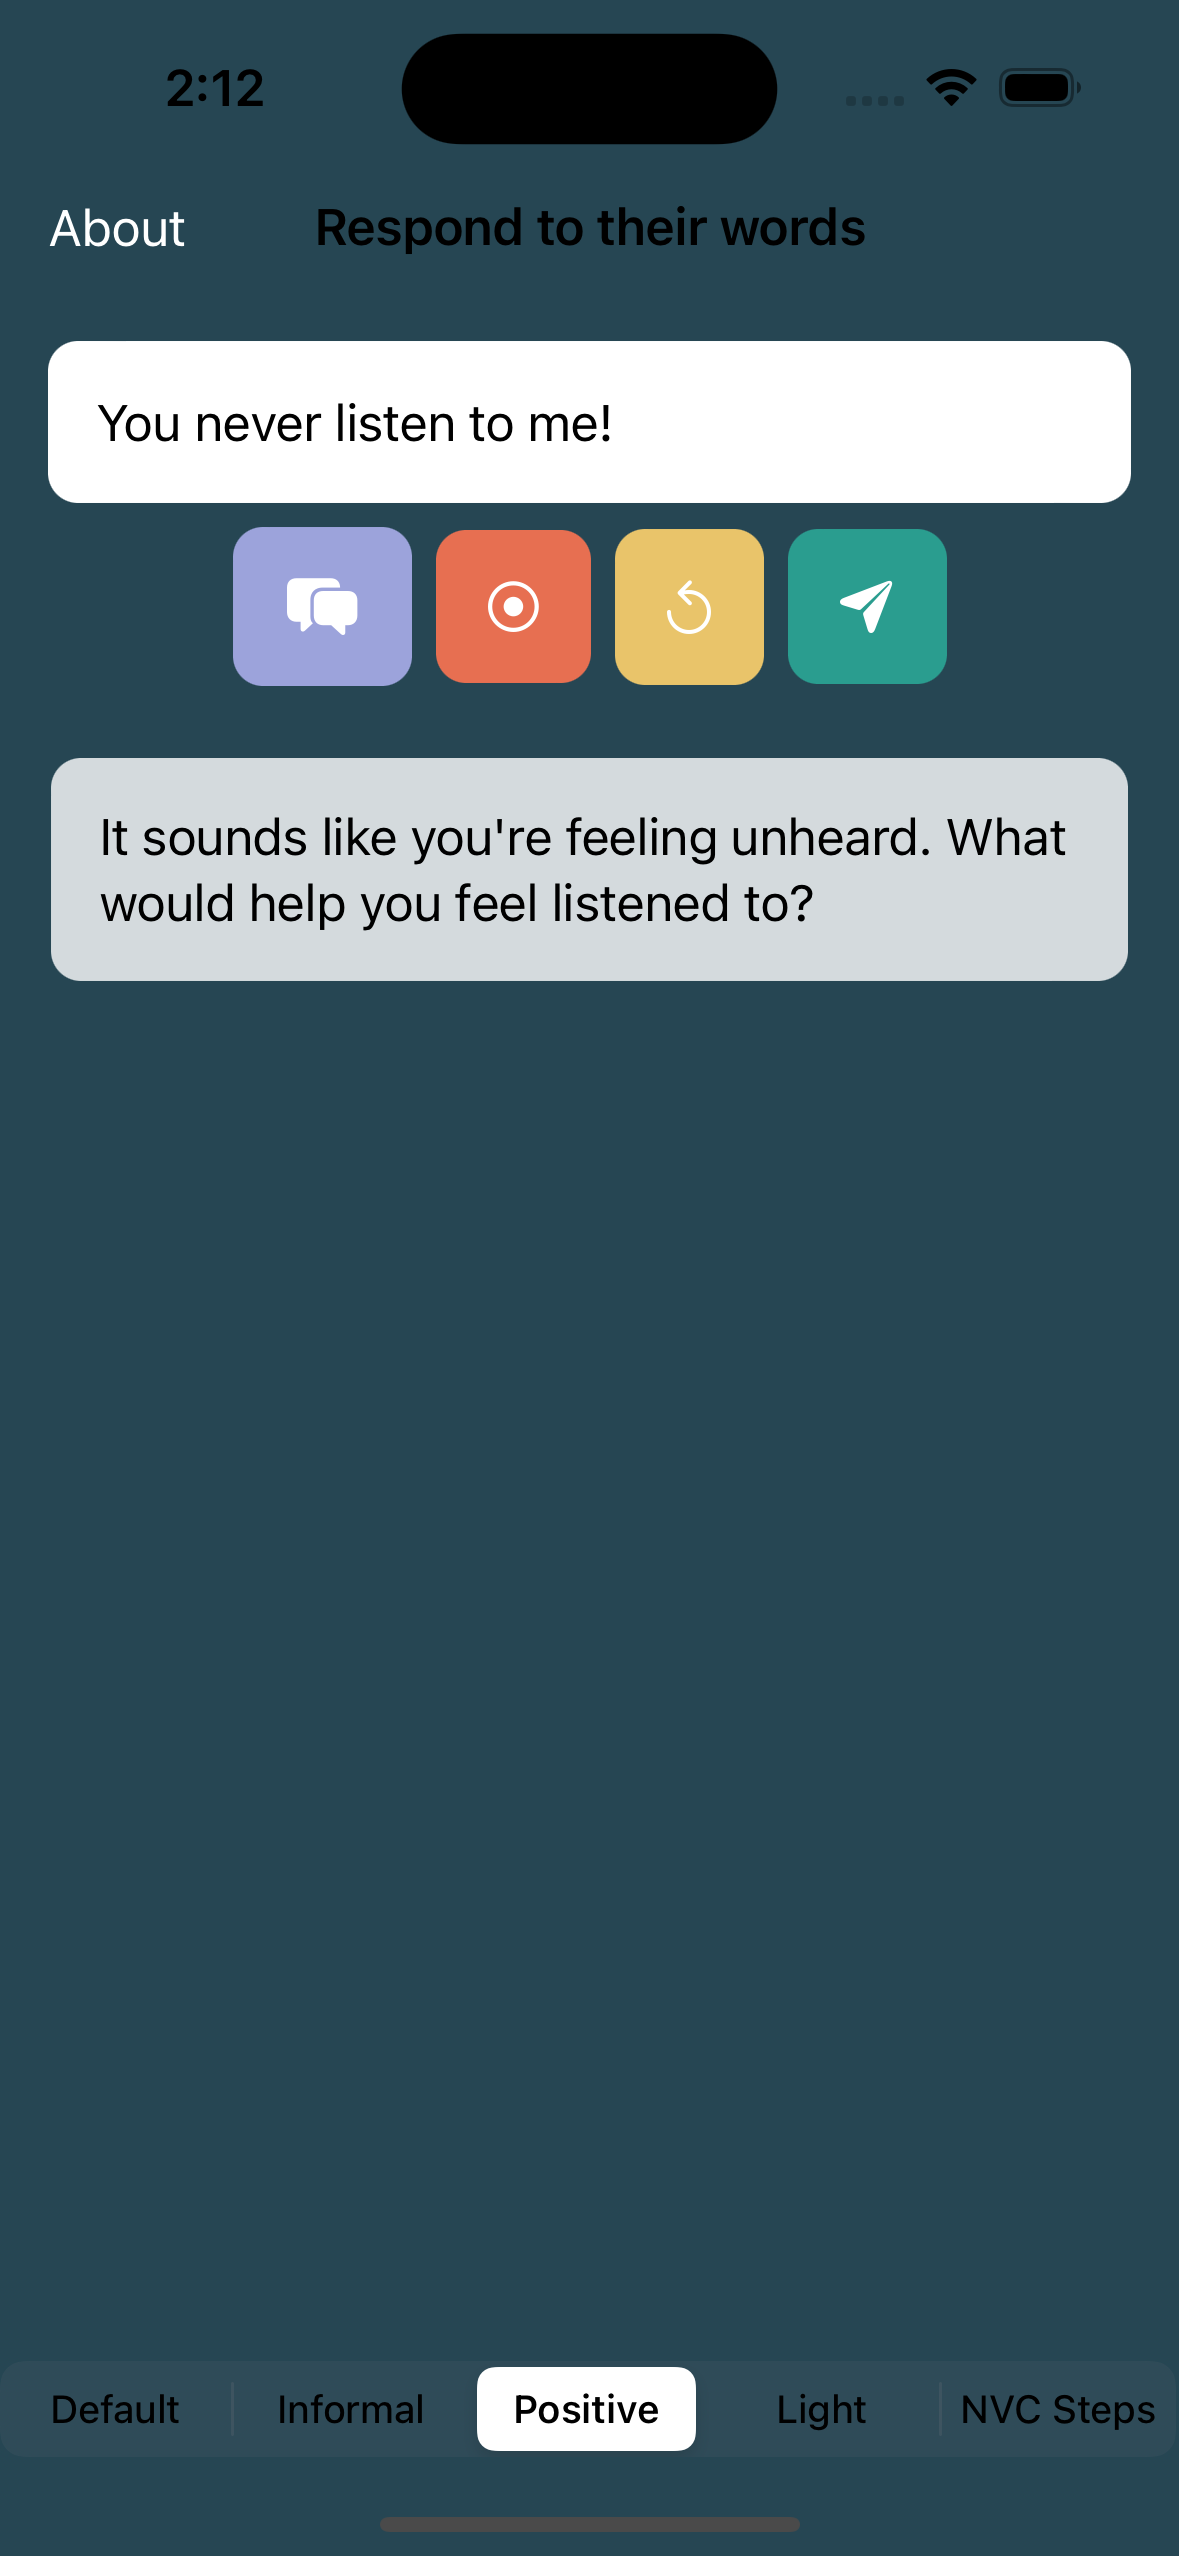 2:12
About
Respond to their words
You never listen to me!
It sounds like you're feeling unheard. What
would help you feel listened to?
Default
Informal
Positive
Light
NVC Steps